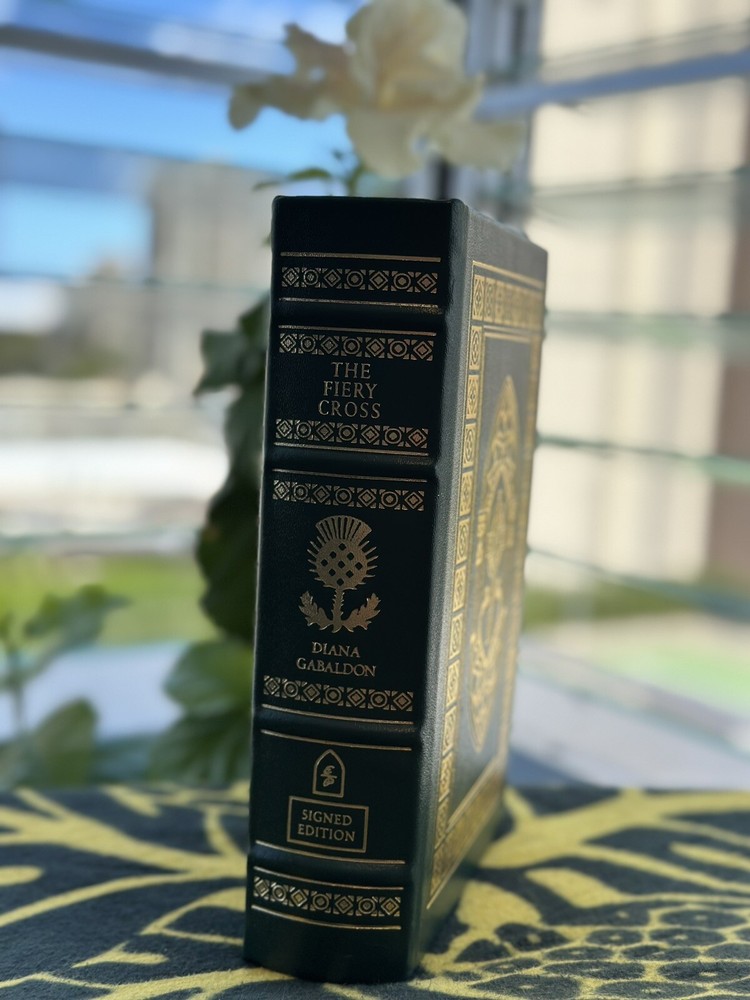 THE
FIERY
CROSS
DIANA
GABALDON
SIGNED
EDITION